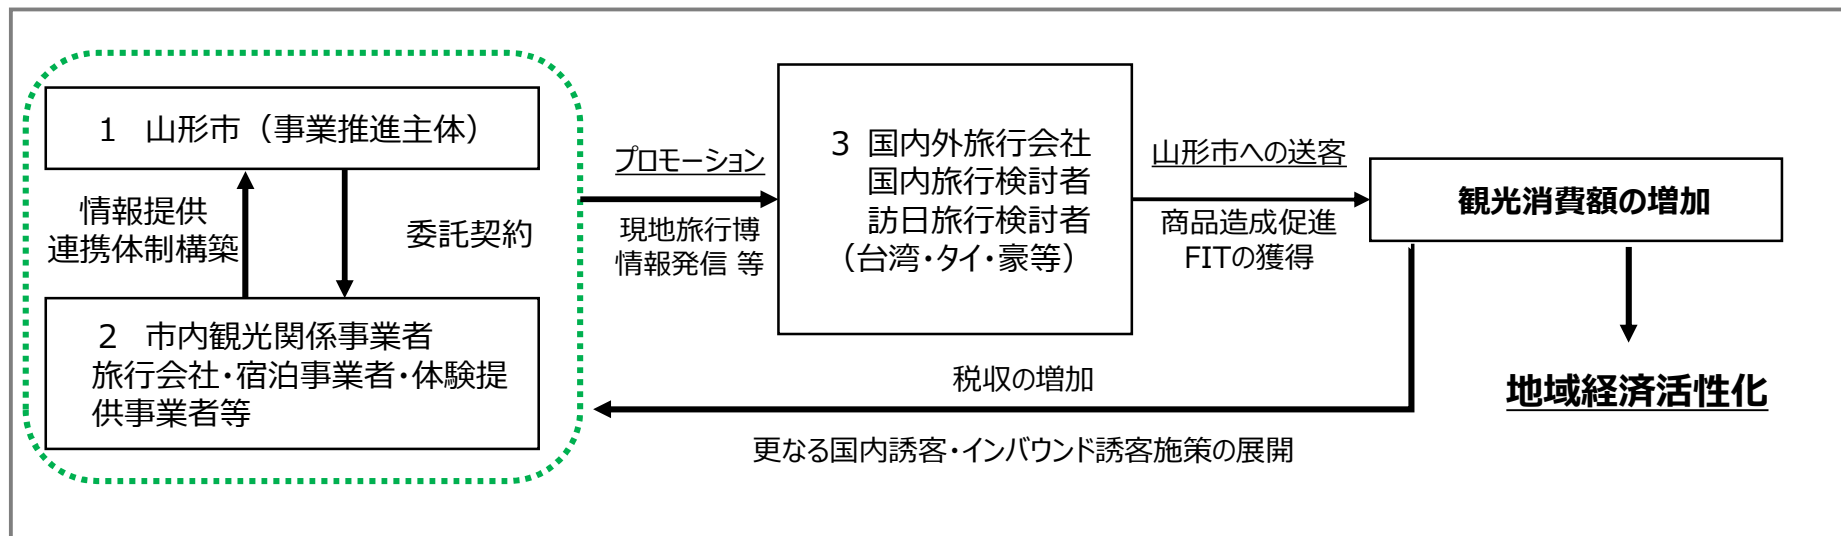 1 山形市（事業推進主体）
情報提供
連携体制構築
委託契約
2 市内観光関係事業者
旅行会社・宿泊事業者・体験提
供事業者等
プロモーション
現地旅行博
情報発信 等
3 国内外旅行会社
国内旅行検討者
訪日旅行検討者
（台湾・タイ・豪等）
山形市への送客
商品造成促進
FITの獲得
観光消費額の増加
地域経済活性化
税収の増加
更なる国内誘客・インバウンド誘客施策の展開